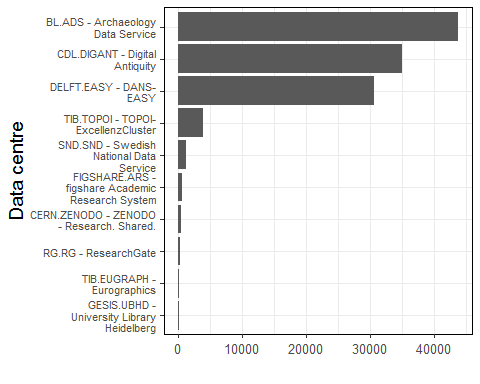 Data centre
BL.ADS - Archaeology
Data Service
CDL.DIGANT - Digital
Antiquity
DELFT.EASY - DANS-
EASY
TIB.TOPOI - TOPOI-
ExcellenzCluster
SND.SND - Swedish
National Data
Service
FIGSHARE.ARS -
figshare Academic
Research System
CERN.ZENODO - ZENODO
- Research. Shared.
RG.RG - ResearchGate
TIB.EUGRAPH -
Eurographics
GESIS.UBHD -
University Library
Heidelberg
0 10000 20000 30000 40000